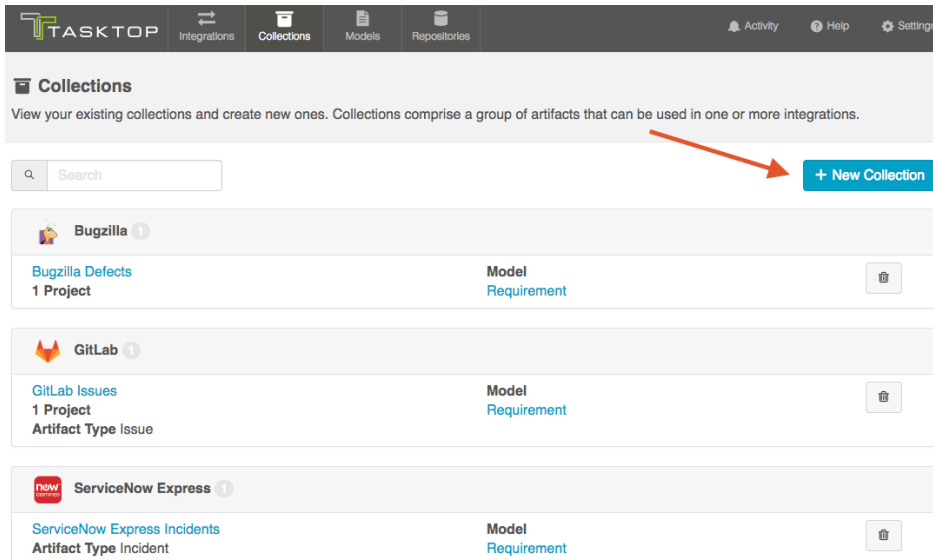 TASKTOP
Integrations
Collections
Models
Repositories
Activity
Help
Settings
Collections
View your existing collections and create new ones. Collections comprise a group of artifacts that can be used in one or more integrations.
Search
+ New Collection
Bugzilla 1
Bugzilla Defects
1 Project
Model
Requirement
GitLab 1
GitLab Issues
1 Project
Artifact Type Issue
Model
Requirement
now
CERTIFIED
ServiceNow Express 1
ServiceNow Express Incidents
Artifact Type Incident
Model
Requirement